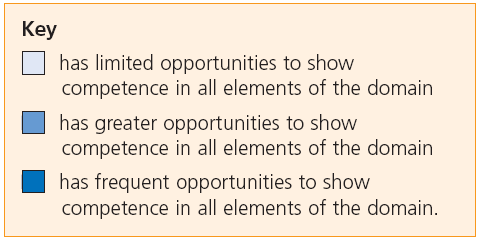 Key
has limited opportunities to show
competence in all elements of the domain
has greater opportunities to show
competence in all elements of the domain
has frequent opportunities to show
competence in all elements of the domain.